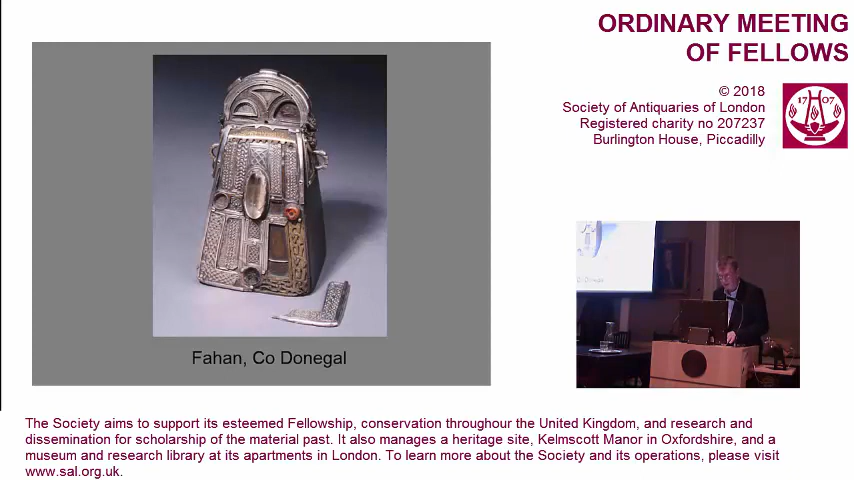 ORDINARY MEETING
OF FELLOWS
© 2018
Society of Antiquaries of London
Registered charity no 207237
Burlington House, Piccadilly
17 07
Fahan, Co Donegal
The Society aims to support its esteemed Fellowship, conservation throughour the United Kingdom, and research and
dissemination for scholarship of the material past. It also manages a heritage site, Kelmscott Manor in Oxfordshire, and a
museum and research library at its apartments in London. To learn more about the Society and its operations, please visit
www.sal.org.uk.